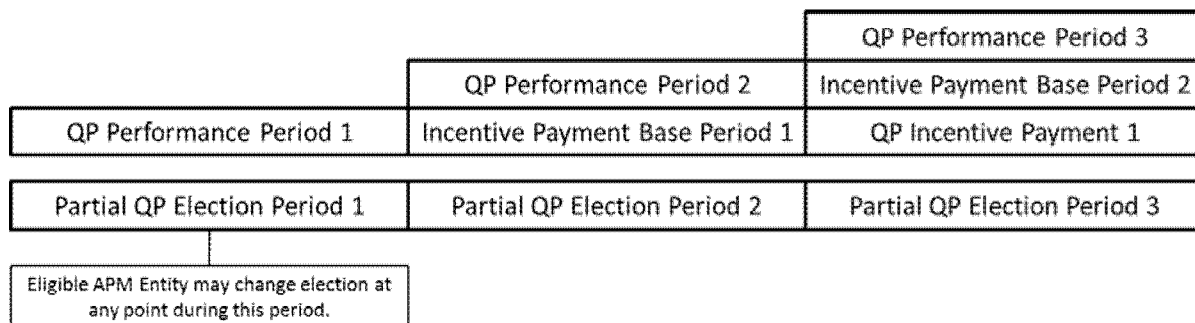 QP Performance Period 3
QP Performance Period 2
Incentive Payment Base Period 2
QP Performance Period 1
Incentive Payment Base Period 1
QP Incentive Payment 1
Partial QP Election Period 1
Partial QP Election Period 2
Partial QP Election Period 3
Eligible APM Entity may change election at
any point during this period.